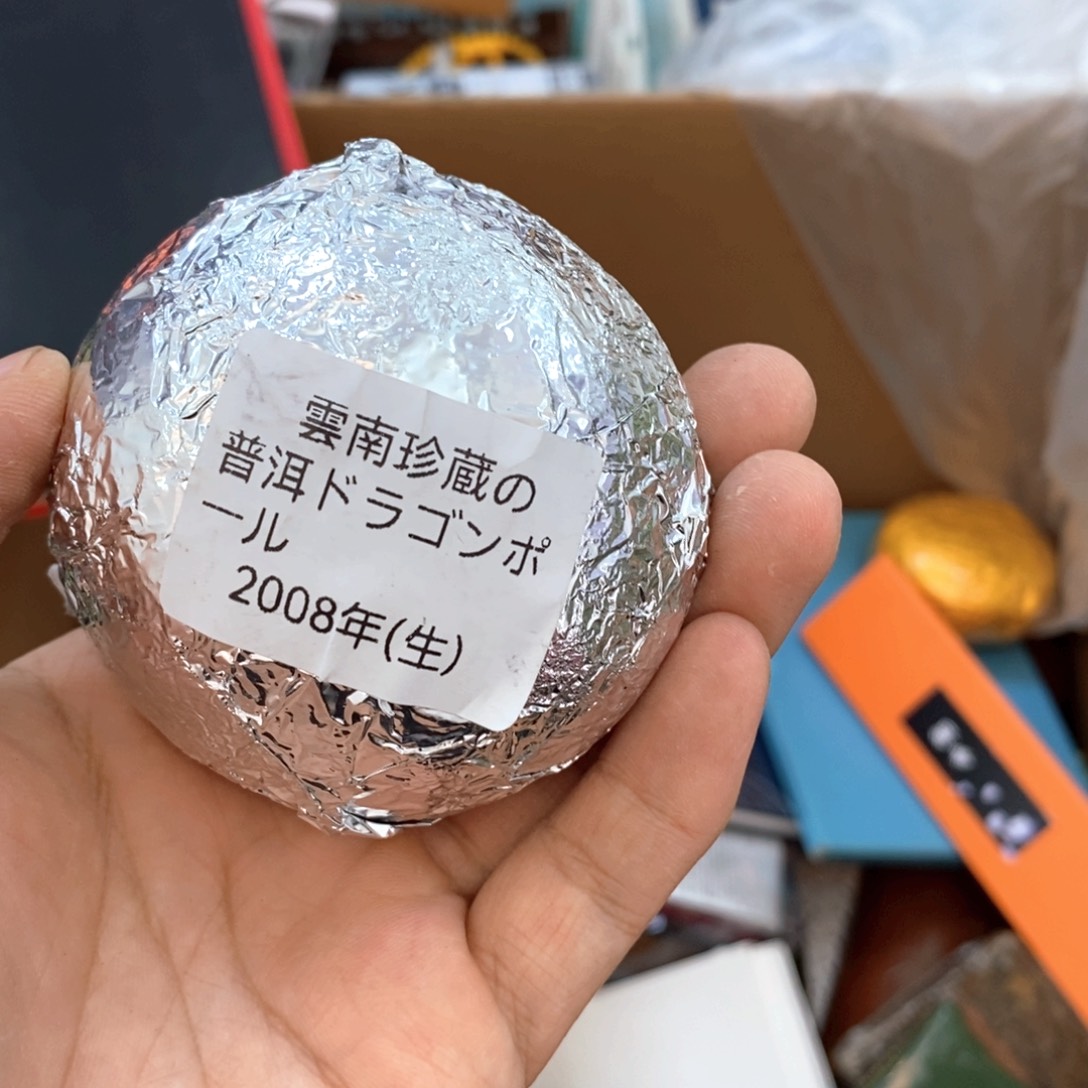 雲南珍蔵の
普洱ドラゴンポ
ール
2008年(生)